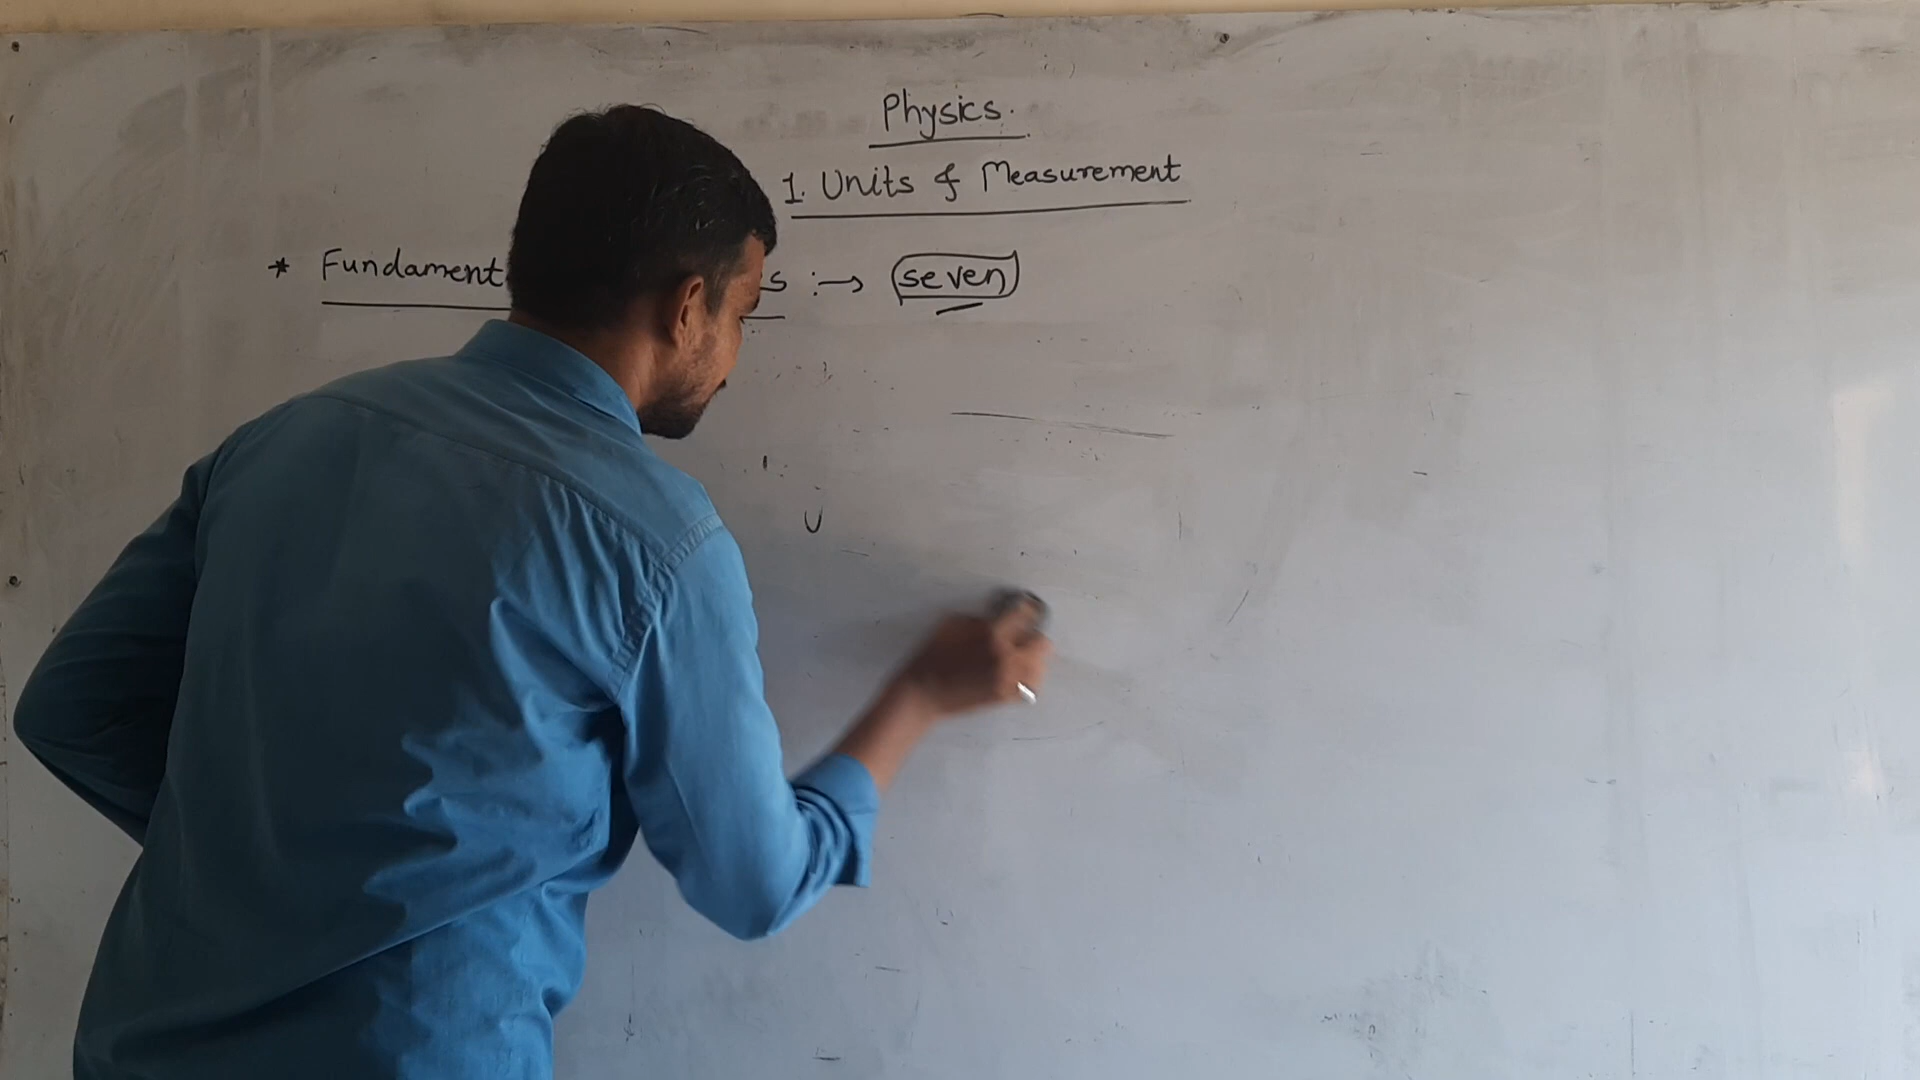 Physics.
1. Units & Measurement
* Fundament s :→ seven
U